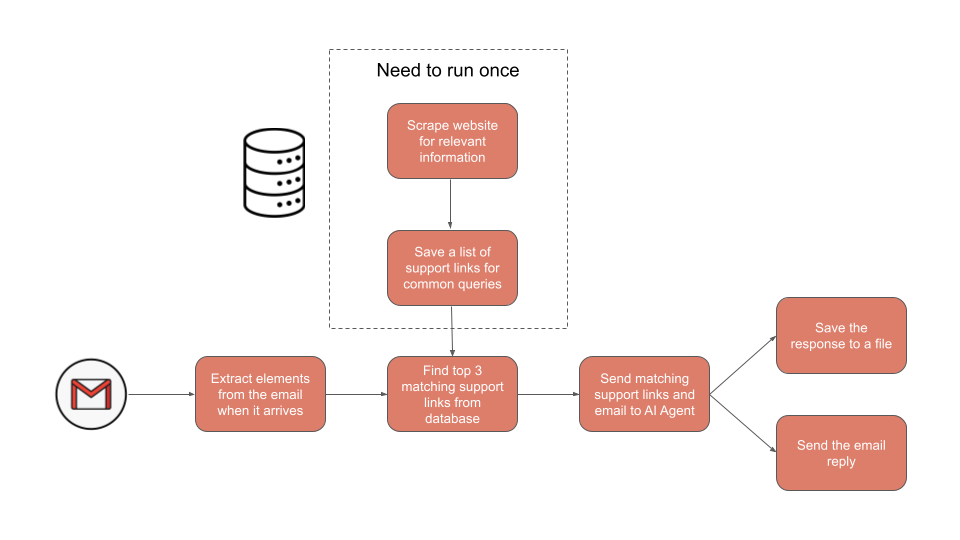 Need to run once
Scrape website
for relevant
information
Save a list of
support links for
common queries
Extract elements
from the email
when it arrives
Find top 3
matching support
links from
database
Send matching
support links and
email to AI Agent
Save the
response to a file
Send the email
reply